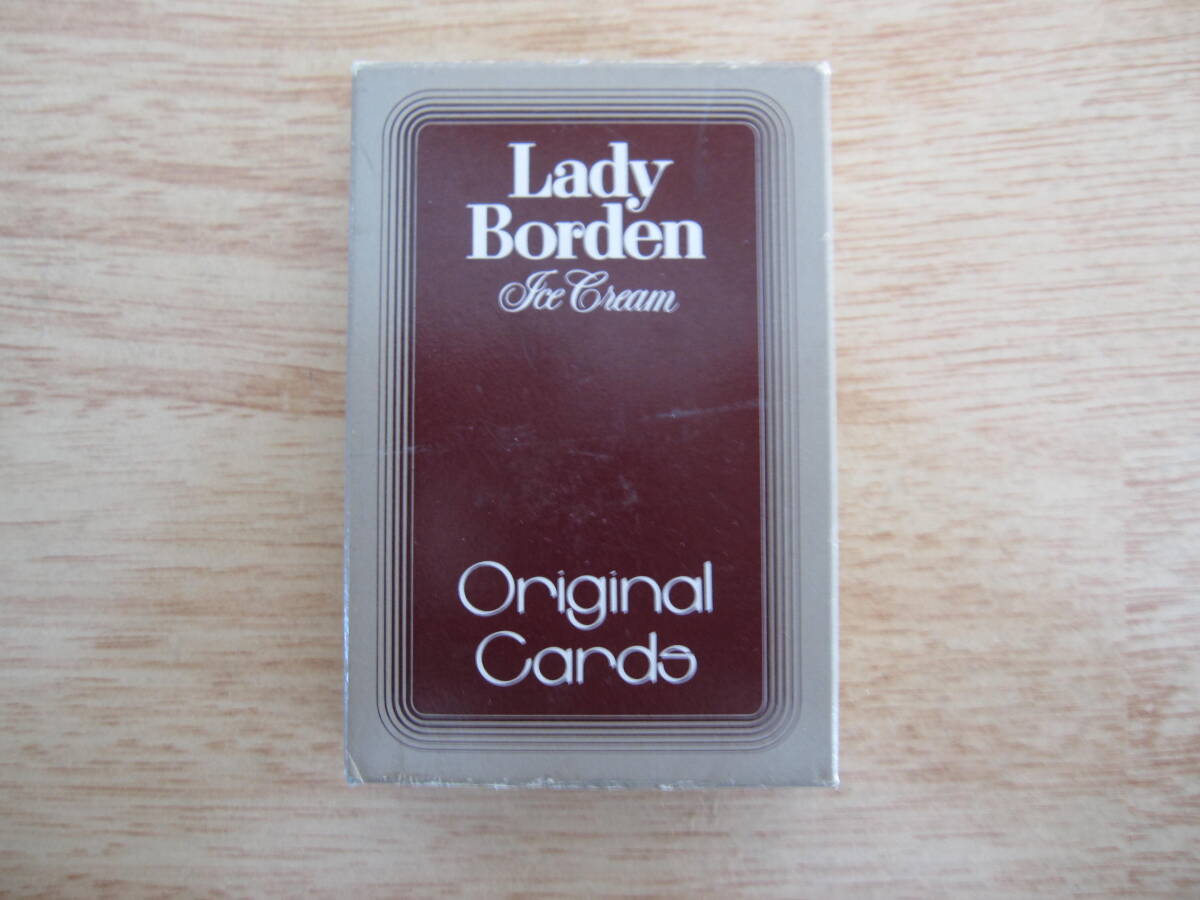 Lady
Borden
Ice Cream
Original
Cards